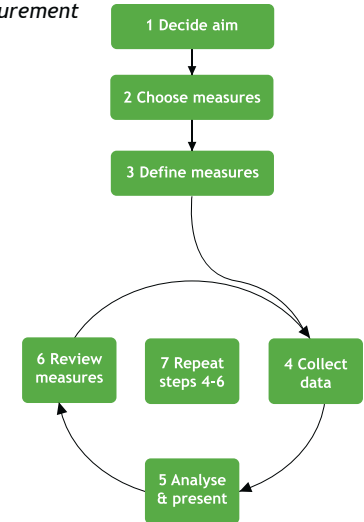 urement
1 Decide aim
2 Choose measures
3 Define measures
6 Review
measures
7 Repeat
steps 4-6
4 Collect
data
5 Analyse
& present